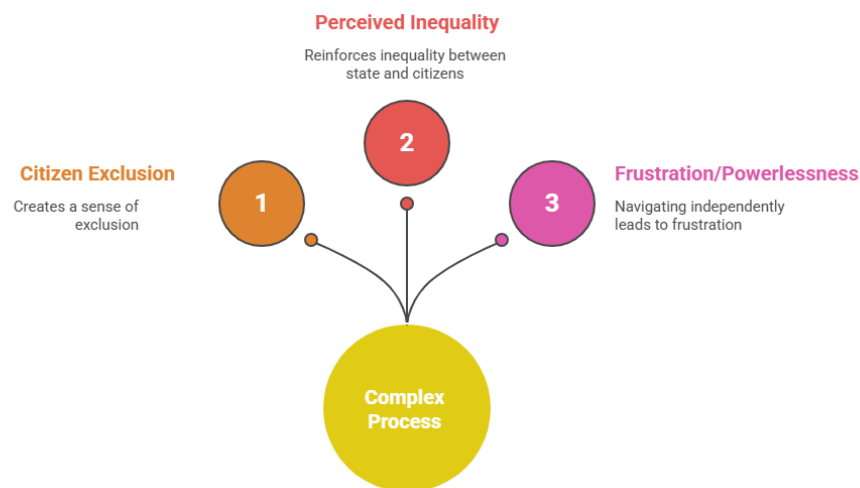 Perceived Inequality
Reinforces inequality between
state and citizens
2
Citizen Exclusion
Creates a sense of
exclusion
1
3
Frustration/Powerlessness
Navigating independently
leads to frustration
Complex
Process